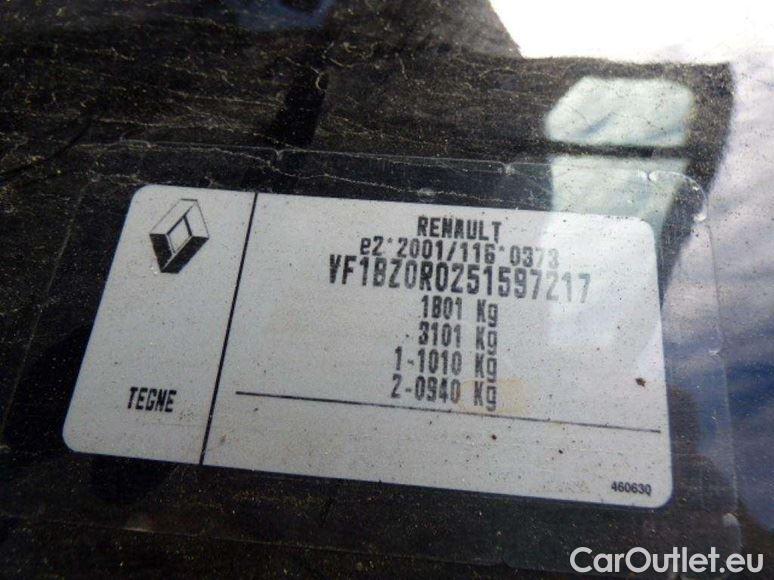 RENAULT
e2*2001/116*0373
VF1BZ0R0251597217
1801 Kg
3101 Kg
1-1010 Kg
2-0940 Kg
TEGNE
460630
CarOutlet.eu